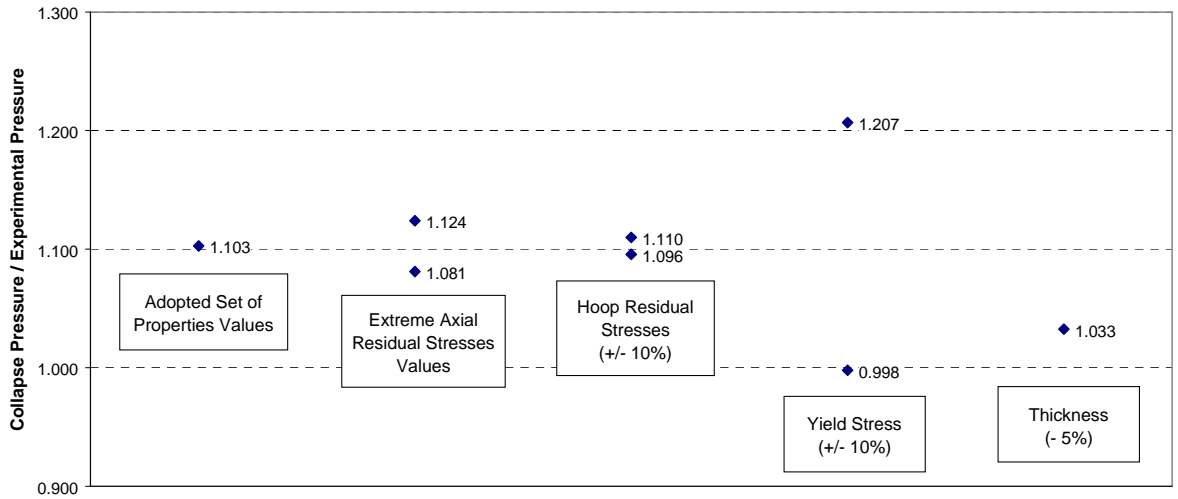 Collapse Pressure / Experimental Pressure
1.300
1.200
1.100
1.000
0.900
1.103
Adopted Set of
Properties Values
1.124
1.081
Extreme Axial
Residual Stresses
Values
1.110
1.096
Hoop Residual
Stresses
(+/- 10%)
1.207
0.998
Yield Stress
(+/- 10%)
1.033
Thickness
(- 5%)